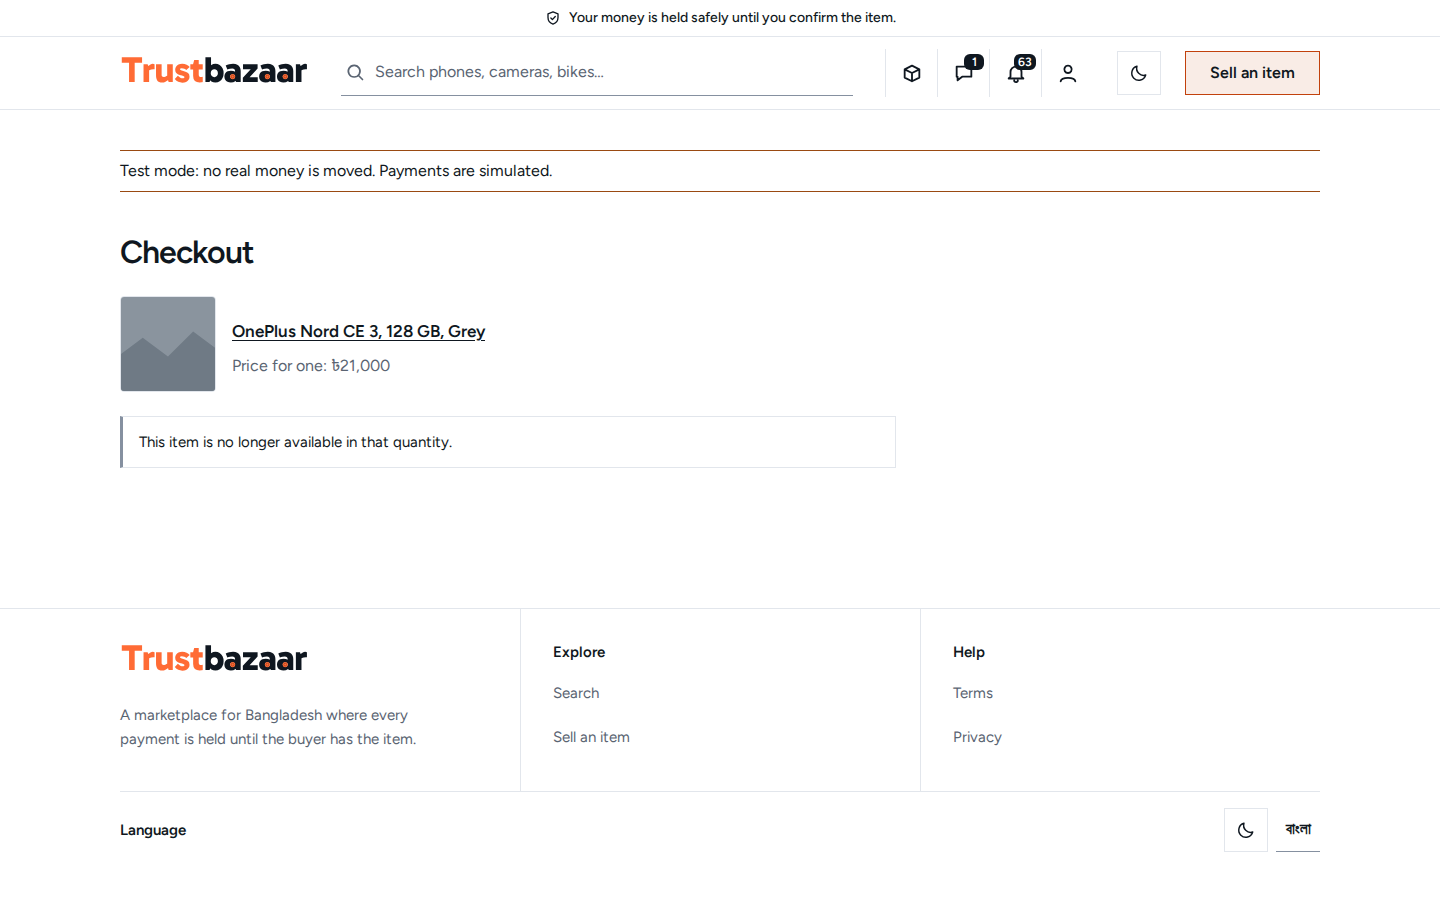 Your money is held safely until you confirm the item.
Trustbazaar
Search phones, cameras, bikes...
1
63
Sell an item
Test mode: no real money is moved. Payments are simulated.
Checkout
OnePlus Nord CE 3, 128 GB, Grey
Price for one: ৳21,000
This item is no longer available in that quantity.
Trustbazaar
A marketplace for Bangladesh where every
payment is held until the buyer has the item.
Explore
Search
Sell an item
Help
Terms
Privacy
Language
বাংলা